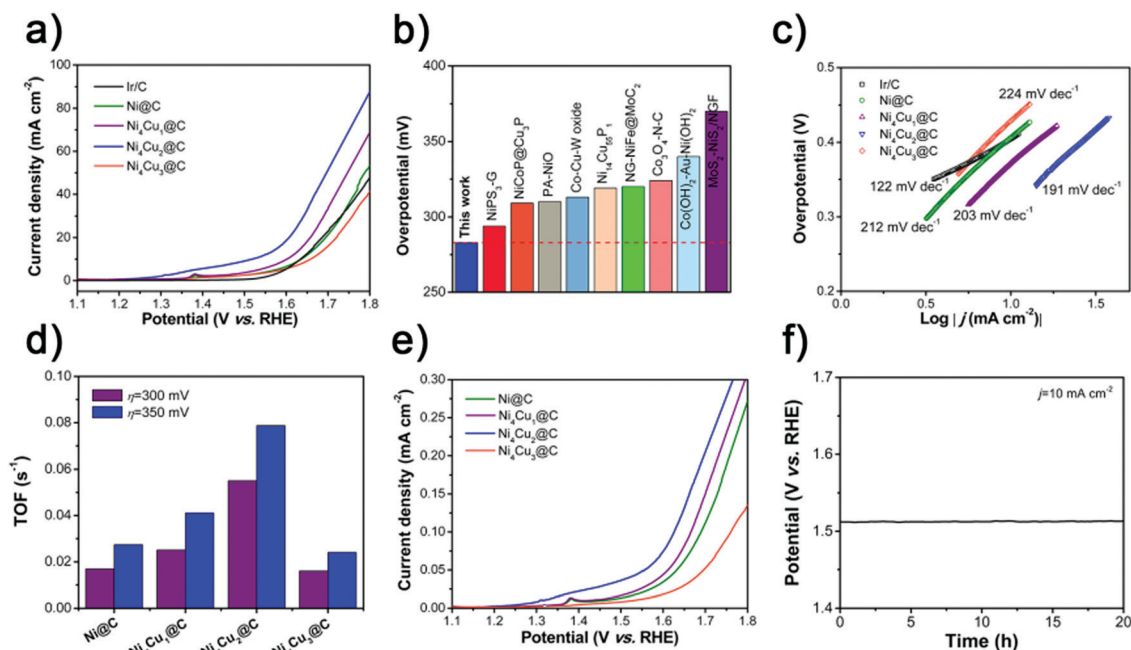 a)
100
80
60
40
20
0
1.1 1.2 1.3 1.4 1.5 1.6 1.7 1.8
Current density (mA cm⁻²)
Potential (V vs. RHE)
Ir/C
Ni@C
Ni₄Cu₁@C
Ni₄Cu₂@C
Ni₄Cu₃@C
b)
400
350
300
250
Overpotential (mV)
This work
NiPS₃-G
NiCoP@Cu₃P
PA-NiO
Co-Cu-W oxide
Ni₁₄Cu₅₅P₁
NG-NiFe@MoC₂
Co₃O₄-N-C
Co(OH)₂-Au-Ni(OH)₂
MoS₂-NiS₂/NGF
c)
0.5
0.4
0.3
0.2
0.0 0.5 1.0 1.5
Overpotential (V)
Log | j (mA cm⁻²)|
Ir/C
Ni@C
Ni₄Cu₁@C
Ni₄Cu₂@C
Ni₄Cu₃@C
224 mV dec⁻¹
122 mV dec⁻¹
212 mV dec⁻¹
203 mV dec⁻¹
191 mV dec⁻¹
d)
0.10
0.08
0.06
0.04
0.02
0.00
TOF (s⁻¹)
η=300 mV
η=350 mV
Ni@C
e)
0.30
0.25
0.20
0.15
0.10
0.05
0.00
1.1 1.2 1.3 1.4 1.5 1.6 1.7 1.8
Current density (mA cm⁻²)
Potential (V vs. RHE)
Ni@C
Ni₄Cu₁@C
Ni₄Cu₂@C
Ni₄Cu₃@C
f)
1.7
1.6
1.5
1.4
0 5 10 15 20
Potential (V vs. RHE)
Time (h)
j=10 mA cm⁻²